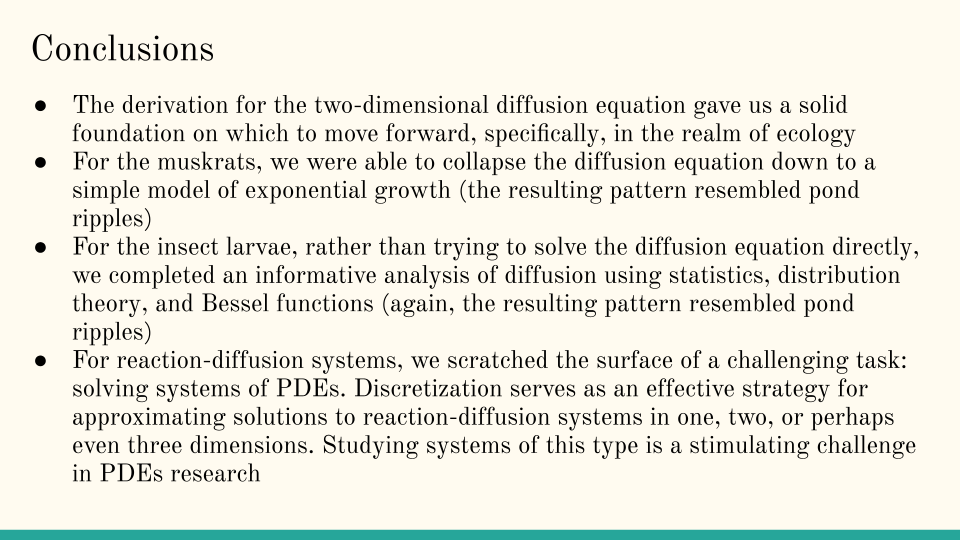 Conclusions
● The derivation for the two-dimensional diffusion equation gave us a solid
foundation on which to move forward, specifically, in the realm of ecology
● For the muskrats, we were able to collapse the diffusion equation down to a
simple model of exponential growth (the resulting pattern resembled pond
ripples)
● For the insect larvae, rather than trying to solve the diffusion equation directly,
we completed an informative analysis of diffusion using statistics, distribution
theory, and Bessel functions (again, the resulting pattern resembled pond
ripples)
● For reaction-diffusion systems, we scratched the surface of a challenging task:
solving systems of PDEs. Discretization serves as an effective strategy for
approximating solutions to reaction-diffusion systems in one, two, or perhaps
even three dimensions. Studying systems of this type is a stimulating challenge
in PDEs research